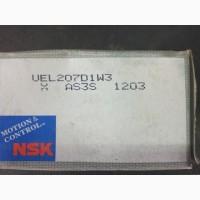 UEL207D1W3
X AS3S 1203
MOTION & CONTROL
NSK